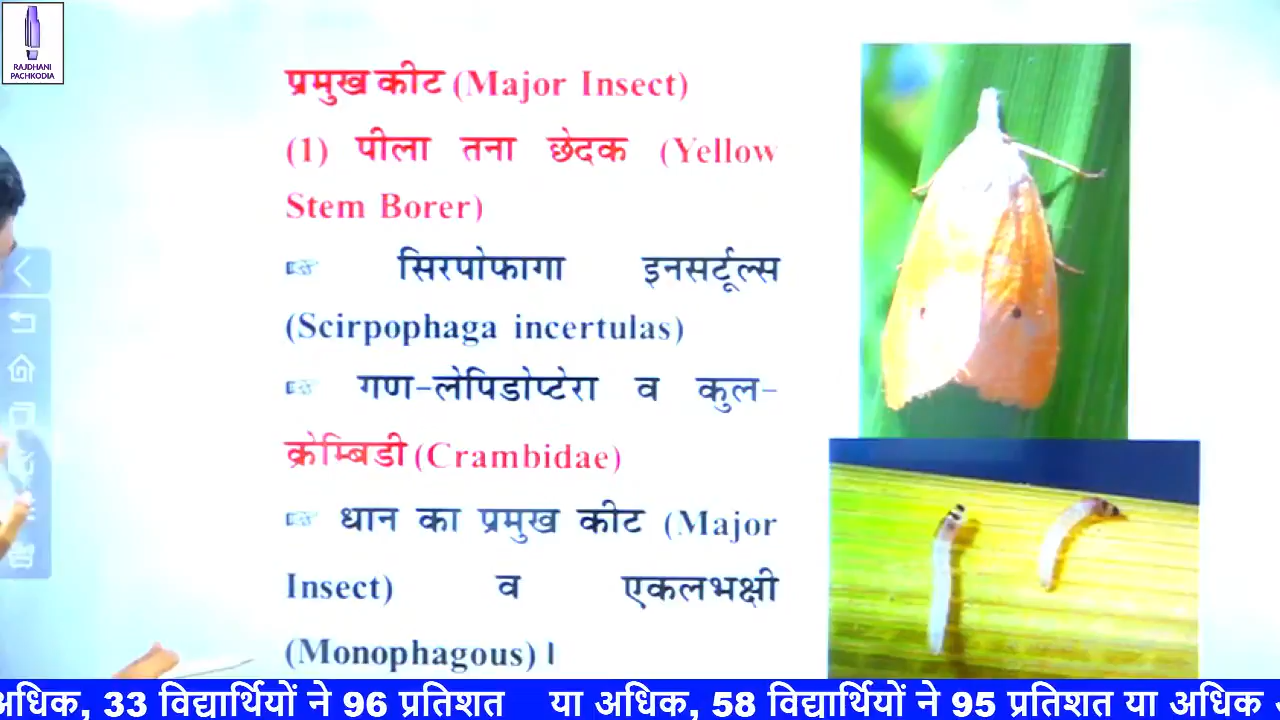 RAJDHANI
PACHKODIA
प्रमुख कीट (Major Insect)
(1) पीला तना छेदक (Yellow
Stem Borer)
☞ सिरपोफागा इनसर्टूल्स
(Scirpophaga incertulas)
☞ गण-लेपिडोप्टेरा व कुल-
क्रेम्बिडी (Crambidae)
☞ धान का प्रमुख कीट (Major
Insect) व एकलभक्षी
(Monophagous)।
अधिक, 33 विद्यार्थियों ने 96 प्रतिशत या अधिक, 58 विद्यार्थियों ने 95 प्रतिशत या अधिक